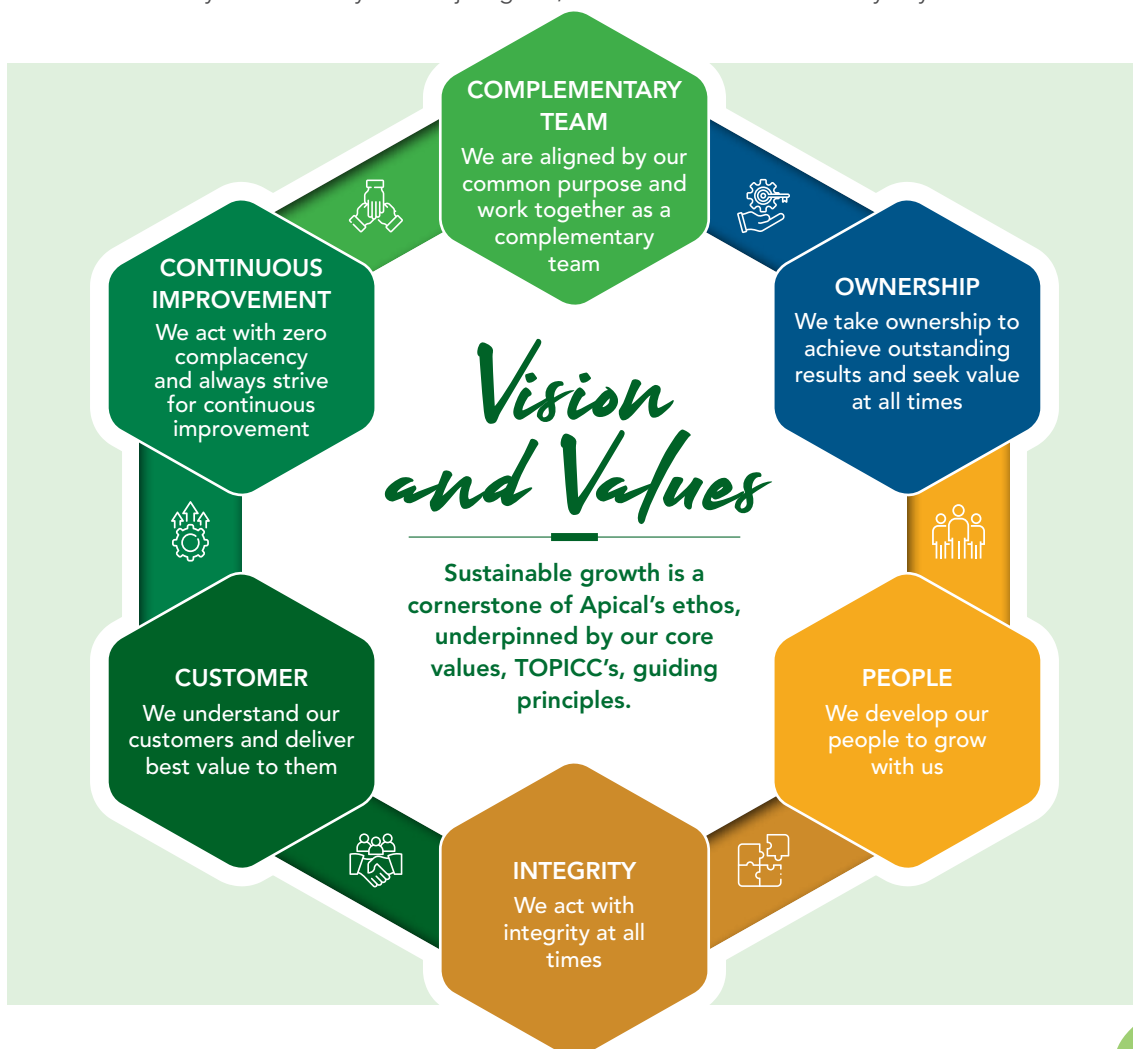 COMPLEMENTARY
TEAM
We are aligned by our
common purpose and
work together as a
complementary
team
OWNERSHIP
We take ownership to
achieve outstanding
results and seek value
at all times
PEOPLE
We develop our
people to grow
with us
INTEGRITY
We act with
integrity at all
times
CUSTOMER
We understand our
customers and deliver
best value to them
CONTINUOUS
IMPROVEMENT
We act with zero
complacency
and always strive
for continuous
improvement
Vision
and Values
Sustainable growth is a
cornerstone of Apical's ethos,
underpinned by our core
values, TOPICC's, guiding
principles.